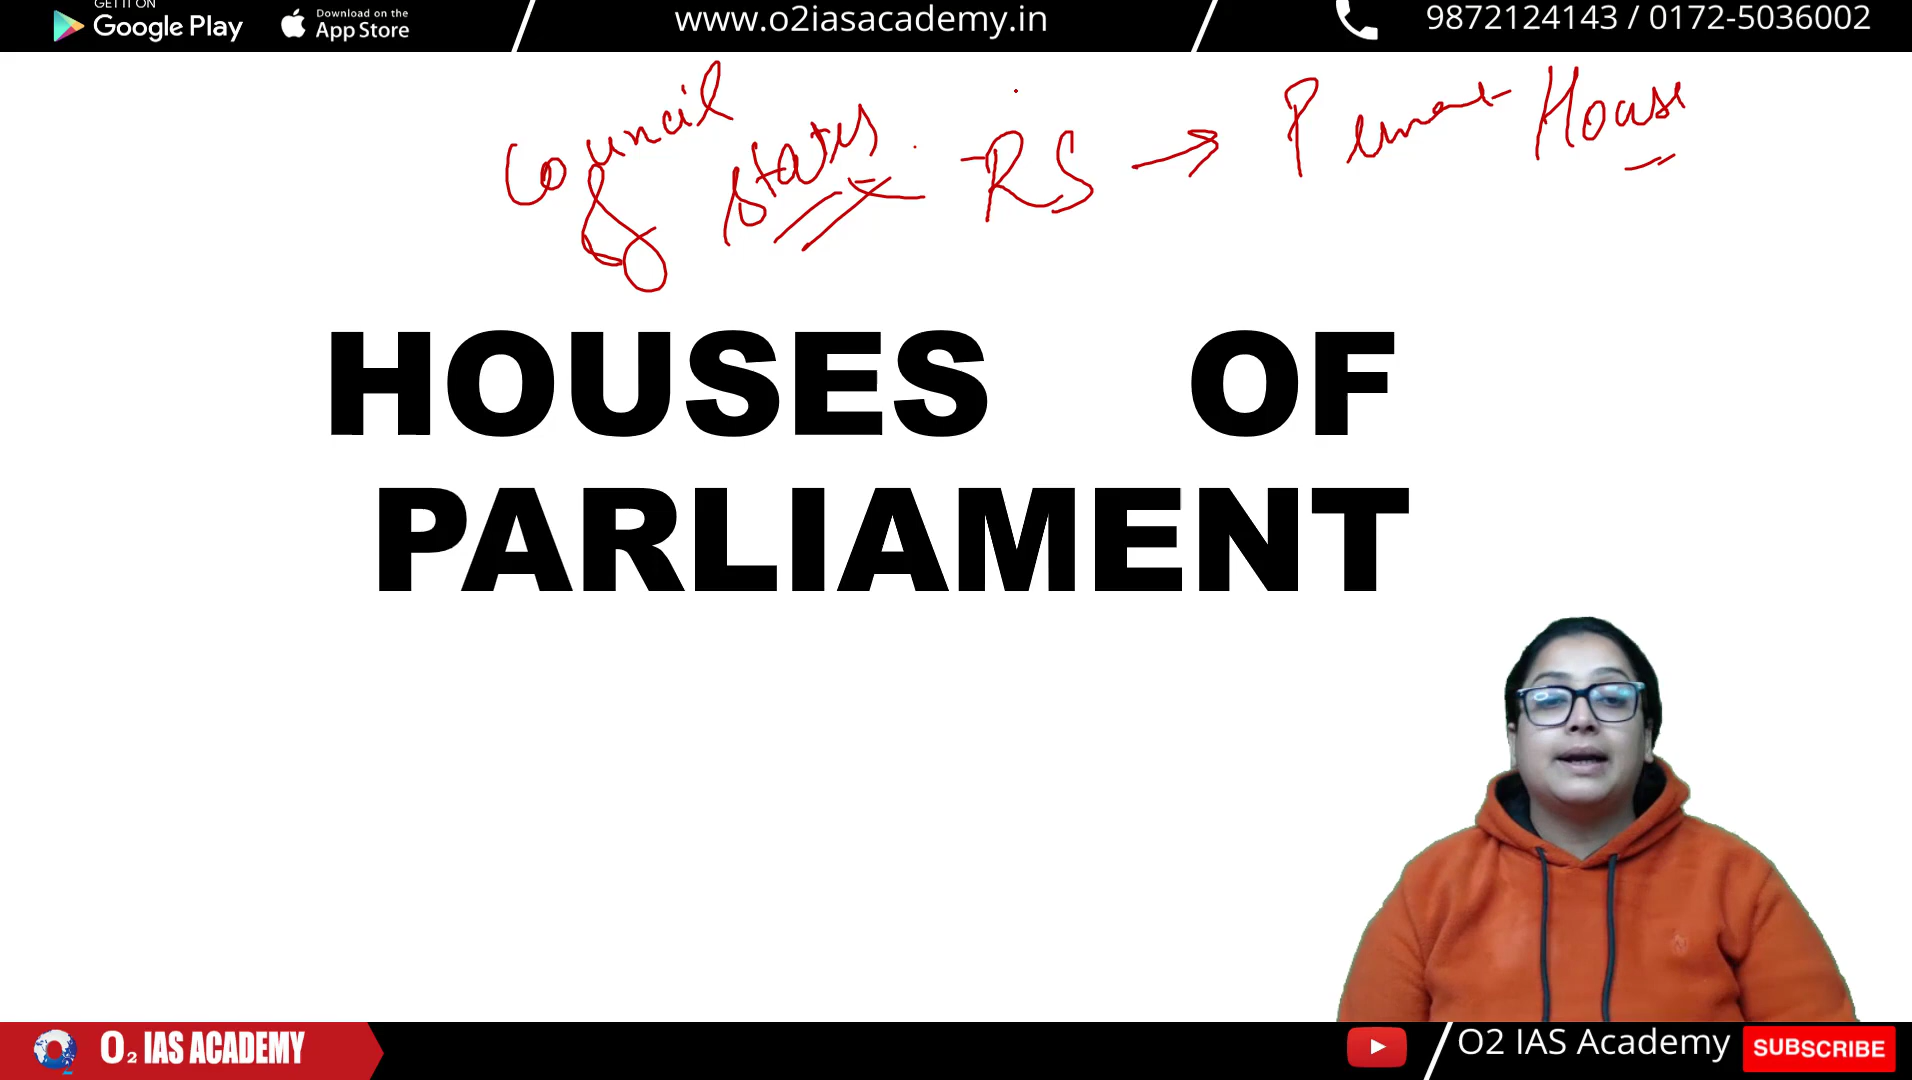 GET IT ON
Google Play
Download on the
App Store
www.o2iasacademy.in
9872124143 / 0172-5036002
Council of States - RS → Permanent House
HOUSES OF
PARLIAMENT
O2 IAS ACADEMY
O2 IAS Academy
SUBSCRIBE